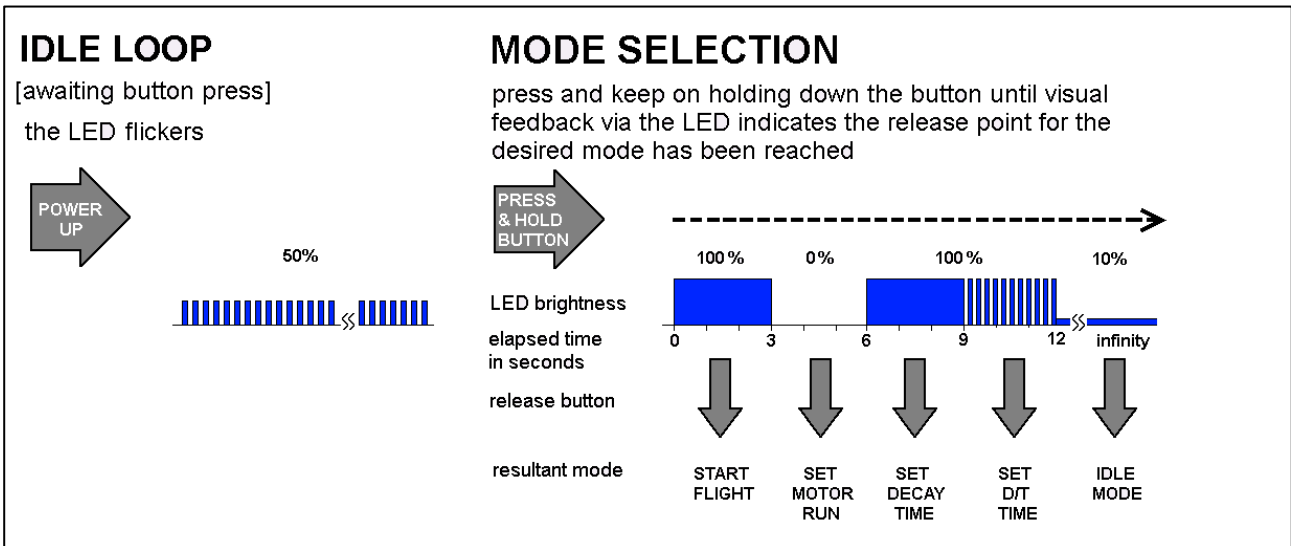 IDLE LOOP
[awaiting button press]
the LED flickers
POWER
UP
50%
MODE SELECTION
press and keep on holding down the button until visual
feedback via the LED indicates the release point for the
desired mode has been reached
PRESS
& HOLD
BUTTON
100 % 0 % 100 % 10%
LED brightness
elapsed time
in seconds
0 3 6 9 12 infinity
release button
resultant mode
START
FLIGHT
SET
MOTOR
RUN
SET
DECAY
TIME
SET
D/T
TIME
IDLE
MODE